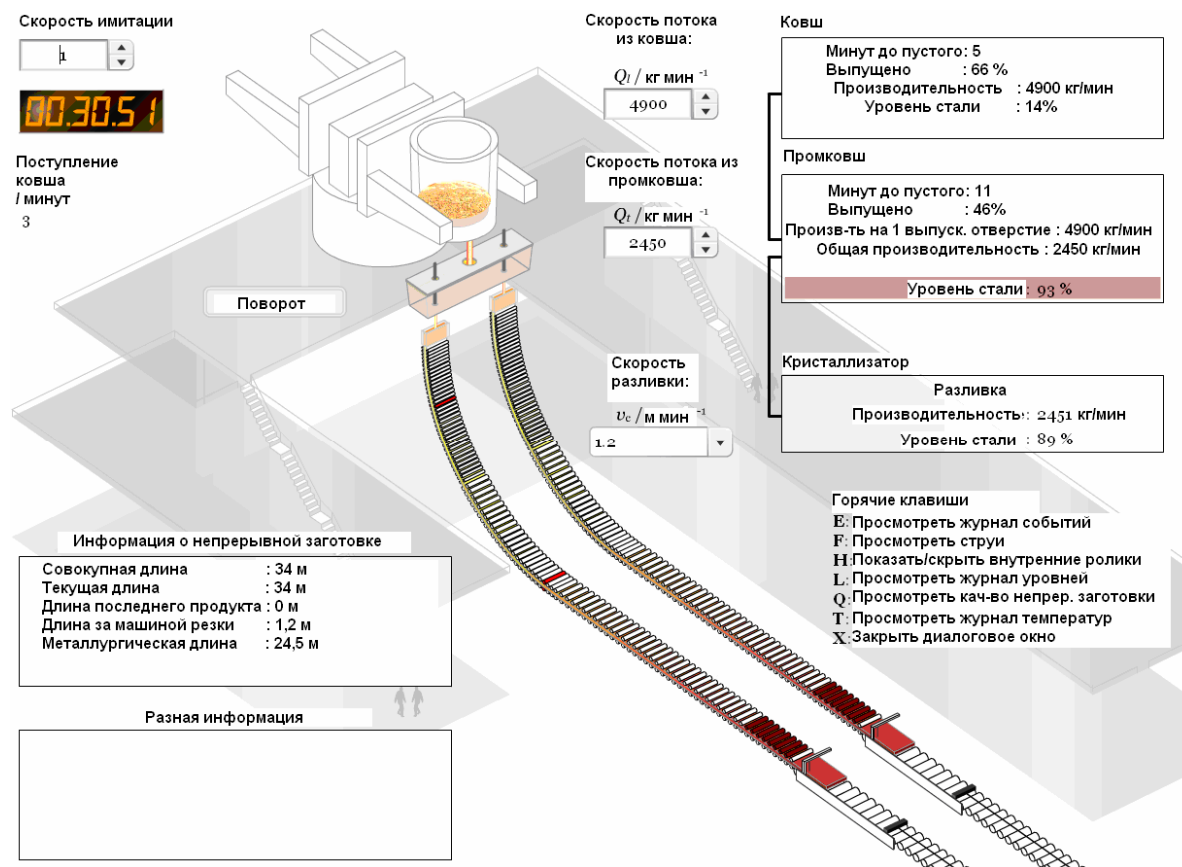 Скорость имитации
1
00.30.51
Поступление
ковша
/ минут
3
Скорость потока
из ковша:
Ql / кг мин -1
4900
Скорость потока из
промковша:
Qt / кг мин -1
2450
Поворот
Скорость
разливки:
vc / м мин -1
1.2
Ковш
Минут до пустого: 5
Выпущено : 66 %
Производительность : 4900 кг/мин
Уровень стали : 14%
Промковш
Минут до пустого: 11
Выпущено : 46%
Произв-ть на 1 выпуск. отверстие : 4900 кг/мин
Общая производительность : 2450 кг/мин
Уровень стали : 93 %
Кристаллизатор
Разливка
Производительность : 2451 кг/мин
Уровень стали : 89 %
Горячие клавиши
E: Просмотреть журнал событий
F: Просмотреть струи
H: Показать/скрыть внутренние ролики
L: Просмотреть журнал уровней
Q: Просмотреть кач-во непрер. заготовки
T: Просмотреть журнал температур
X: Закрыть диалоговое окно
Информация о непрерывной заготовке
Совокупная длина : 34 м
Текущая длина : 34 м
Длина последнего продукта : 0 м
Длина за машиной резки : 1,2 м
Металлургическая длина : 24,5 м
Разная информация